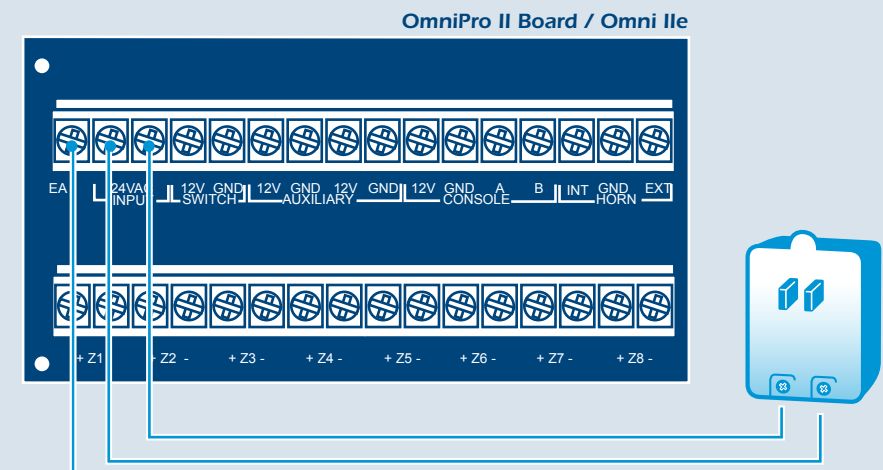 OmniPro II Board / Omni IIe
EA 24VAC 12V GND 12V GND 12V GND 12V GND A B INT GND EXT
INPUT SWITCH AUXILIARY CONSOLE HORN
+ Z1 + Z2 - + Z3 - + Z4 - + Z5 - + Z6 - + Z7 - + Z8 -